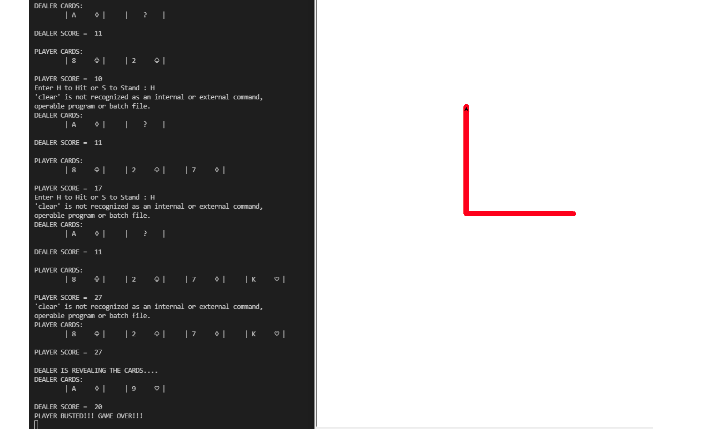 DEALER CARDS:
| A ◊ | | ? |
DEALER SCORE = 11
PLAYER CARDS:
| 8 ♤ | | 2 ♤ |
PLAYER SCORE = 10
Enter H to Hit or S to Stand : H
'clear' is not recognized as an internal or external command,
operable program or batch file.
DEALER CARDS:
| A ◊ | | ? |
DEALER SCORE = 11
PLAYER CARDS:
| 8 ♤ | | 2 ♤ | | 7 ◊ |
PLAYER SCORE = 17
Enter H to Hit or S to Stand : H
'clear' is not recognized as an internal or external command,
operable program or batch file.
DEALER CARDS:
| A ◊ | | ? |
DEALER SCORE = 11
PLAYER CARDS:
| 8 ♤ | | 2 ♤ | | 7 ◊ | | K ♡ |
PLAYER SCORE = 27
'clear' is not recognized as an internal or external command,
operable program or batch file.
PLAYER CARDS:
| 8 ♤ | | 2 ♤ | | 7 ◊ | | K ♡ |
PLAYER SCORE = 27
DEALER IS REVEALING THE CARDS....
DEALER CARDS:
| A ◊ | | 9 ♡ |
DEALER SCORE = 20
PLAYER BUSTED!!! GAME OVER!!!